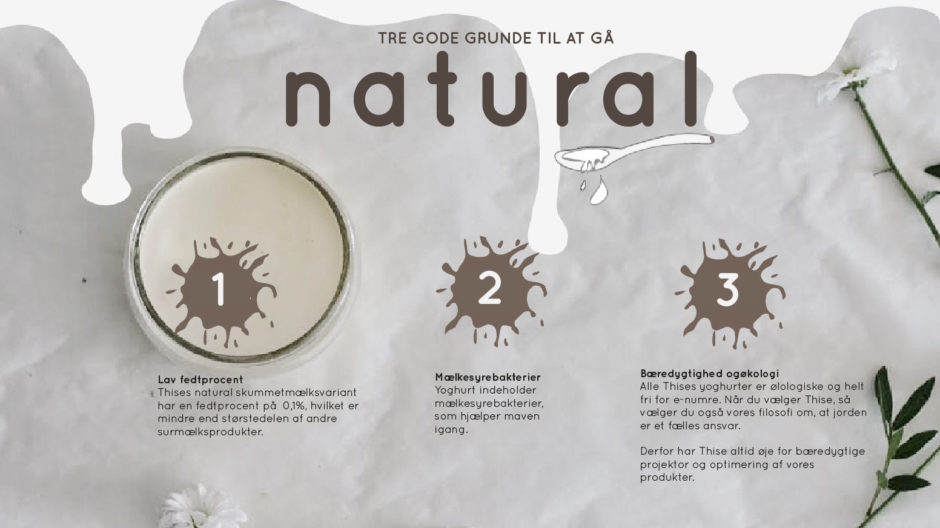 TRE GODE GRUNDE TIL AT GÅ
natural
1
2
3
Lav fedtprocent
Thises natural skummetmælksvariant
har en fedtprocent på 0,1%, hvilket er
mindre end størstedelen af andre
surmælksprodukter.
Mælkesyrebakterier
Yoghurt indeholder
mælkesyrebakterier,
som hjælper maven
igang.
Bæredygtighed ogøkologi
Alle Thises yoghurter er ølologiske og helt
fri for e-numre. Når du vælger Thise, så
vælger du også vores filosofi om, at jorden
er et fælles ansvar.
Derfor har Thise altid øje for bæredygtige
projektor og optimering af vores
produkter.